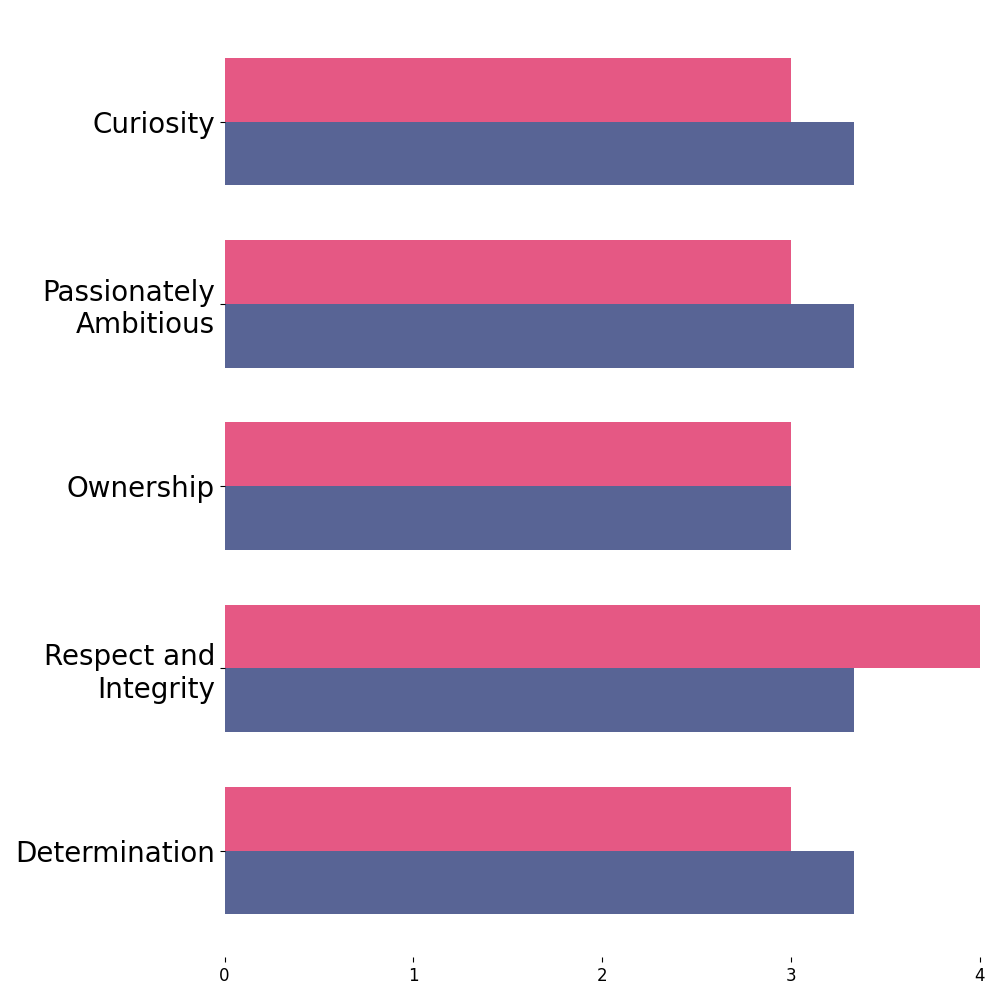 Curiosity
Passionately
Ambitious
Ownership
Respect and
Integrity
Determination
0 1 2 3 4